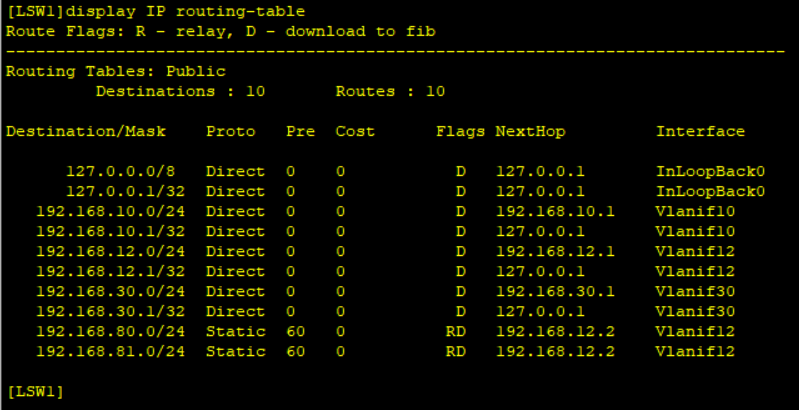 [LSW1]display IP routing-table
Route Flags: R - relay, D - download to fib
------------------------------------------------------------------------------
Routing Tables: Public
         Destinations : 10       Routes : 10

Destination/Mask    Proto   Pre  Cost      Flags NextHop         Interface

      127.0.0.0/8   Direct  0    0           D   127.0.0.1       InLoopBack0
      127.0.0.1/32  Direct  0    0           D   127.0.0.1       InLoopBack0
   192.168.10.0/24  Direct  0    0           D   192.168.10.1    Vlanif10
   192.168.10.1/32  Direct  0    0           D   127.0.0.1       Vlanif10
   192.168.12.0/24  Direct  0    0           D   192.168.12.1    Vlanif12
   192.168.12.1/32  Direct  0    0           D   127.0.0.1       Vlanif12
   192.168.30.0/24  Direct  0    0           D   192.168.30.1    Vlanif30
   192.168.30.1/32  Direct  0    0           D   127.0.0.1       Vlanif30
   192.168.80.0/24  Static  60   0          RD   192.168.12.2    Vlanif12
   192.168.81.0/24  Static  60   0          RD   192.168.12.2    Vlanif12

[LSW1]